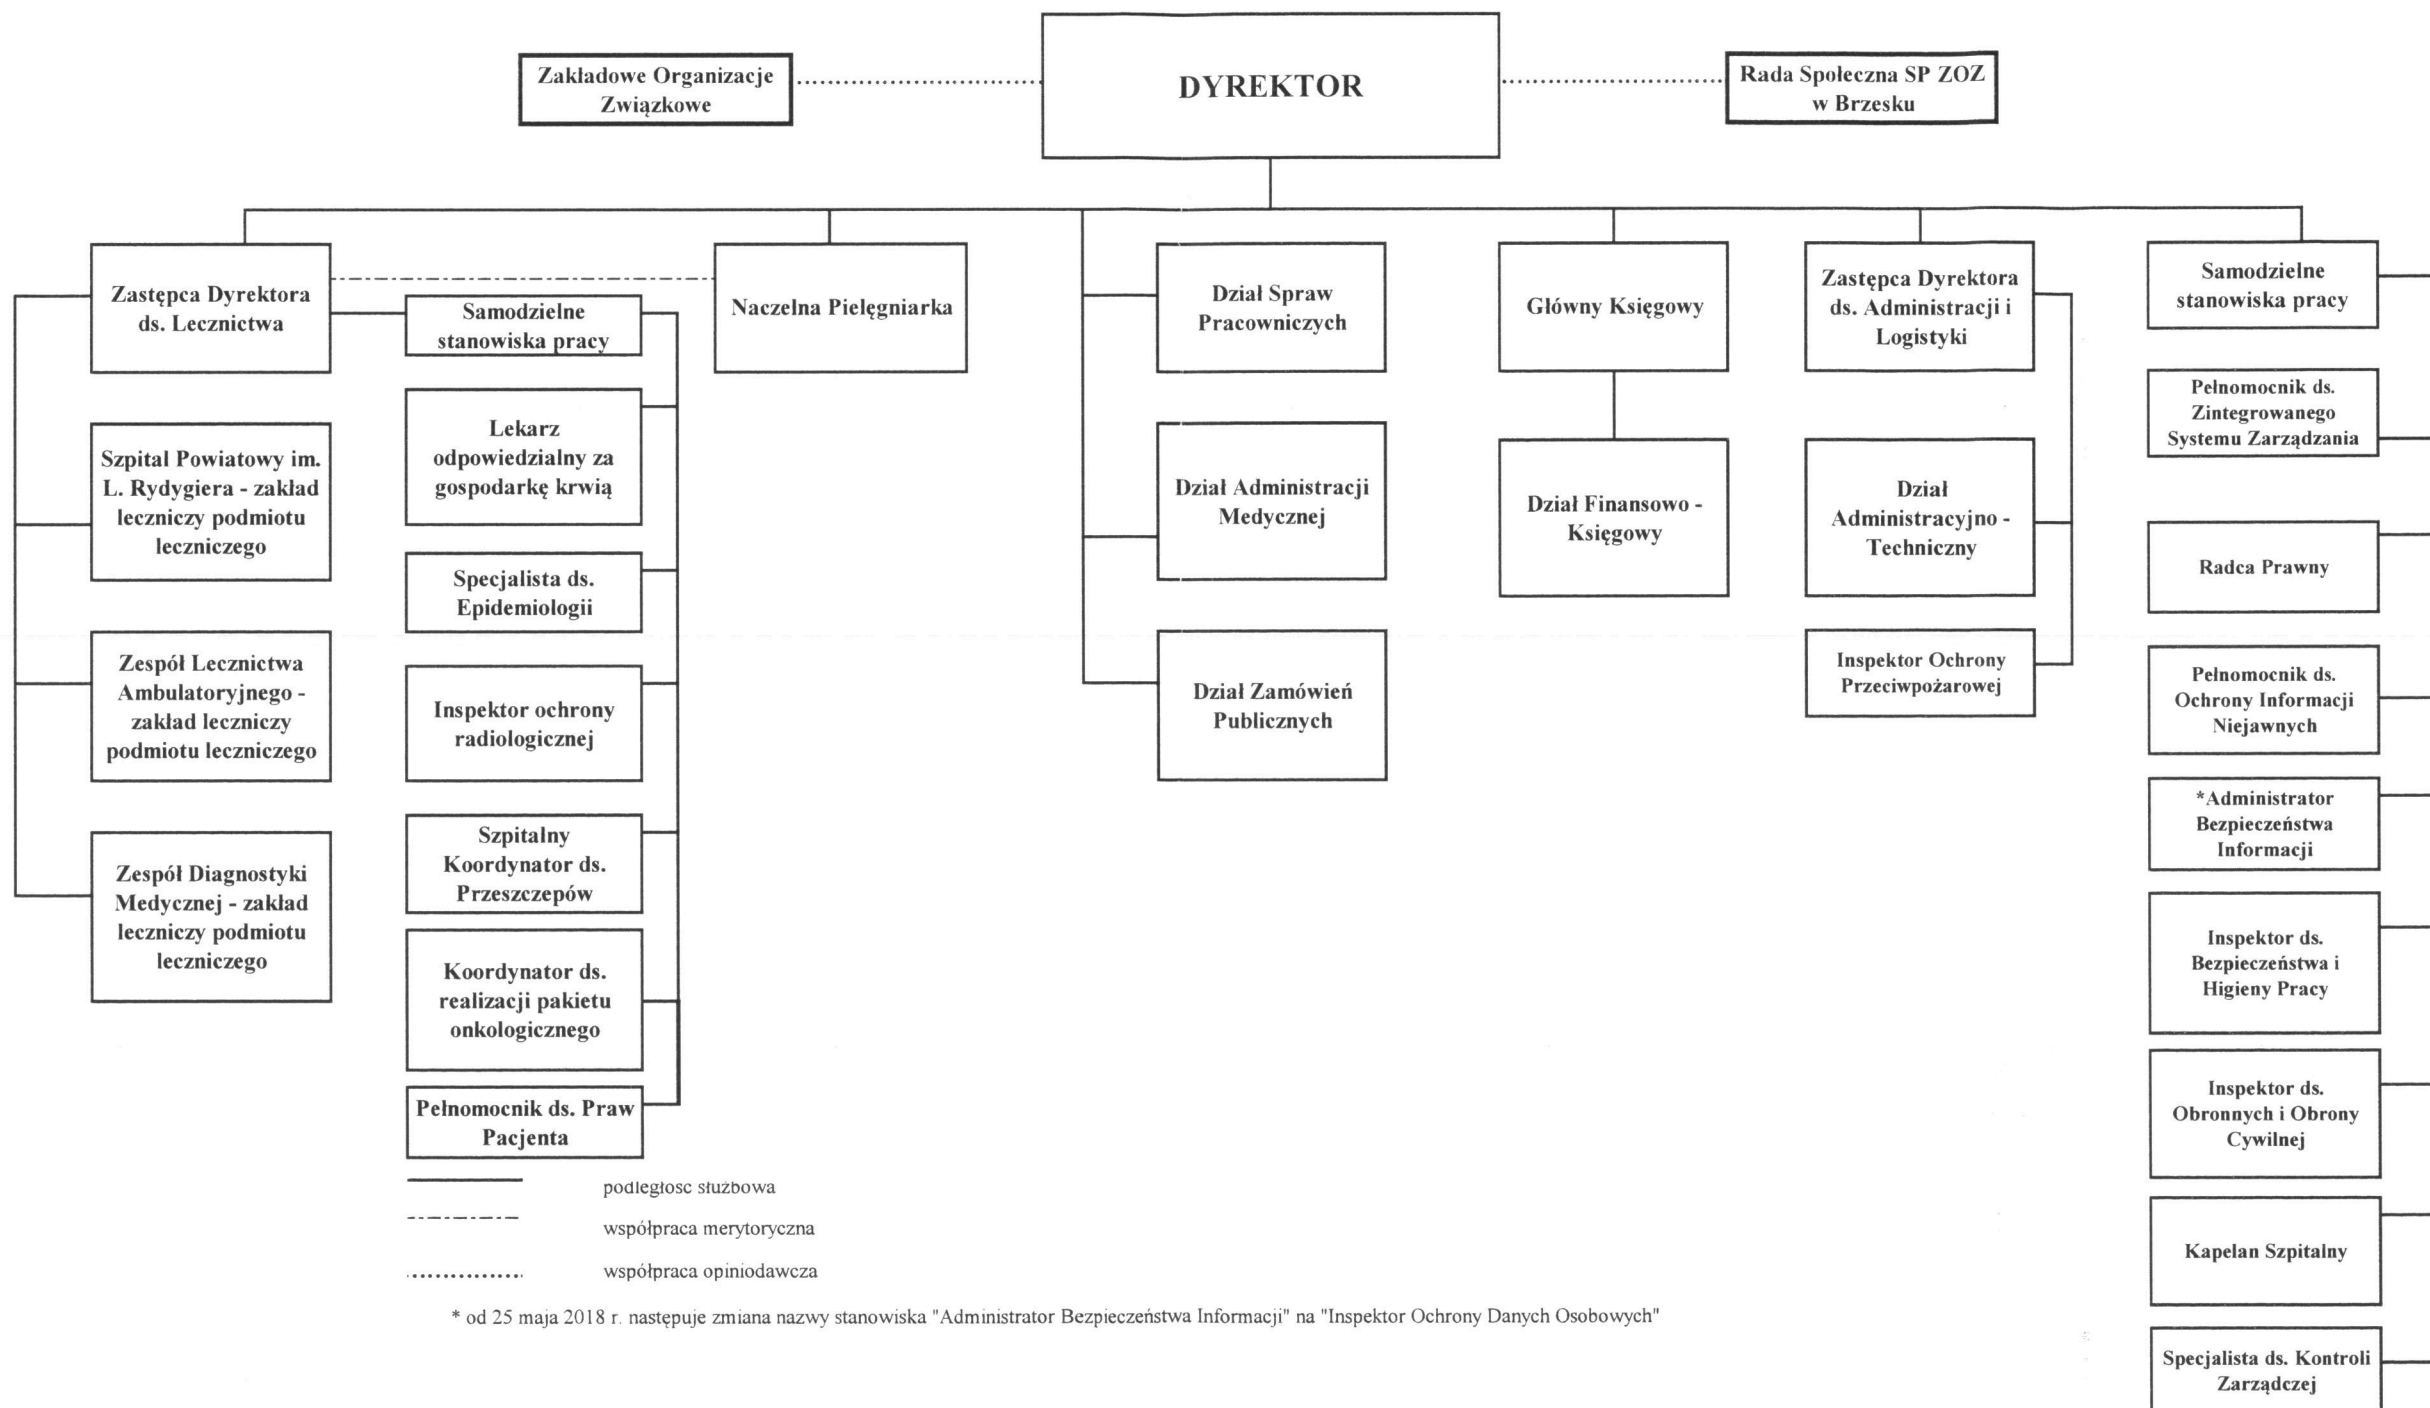 DYREKTOR
Zakładowe Organizacje
Związkowe
Rada Społeczna SP ZOZ
w Brzesku
Zastępca Dyrektora
ds. Lecznictwa
Szpital Powiatowy im.
L. Rydygiera - zakład
leczniczy podmiotu
leczniczego
Zespół Lecznictwa
Ambulatoryjnego -
zakład leczniczy
podmiotu leczniczego
Zespół Diagnostyki
Medycznej - zakład
leczniczy podmiotu
leczniczego
Samodzielne
stanowiska pracy
Lekarz
odpowiedzialny za
gospodarkę krwią
Specjalista ds.
Epidemiologii
Inspektor ochrony
radiologicznej
Szpitalny
Koordynator ds.
Przeszczepów
Koordynator ds.
realizacji pakietu
onkologicznego
Pełnomocnik ds. Praw
Pacjenta
Naczelna Pielęgniarka
Dział Spraw
Pracowniczych
Dział Administracji
Medycznej
Dział Zamówień
Publicznych
Główny Księgowy
Dział Finansowo -
Księgowy
Zastępca Dyrektora
ds. Administracji i
Logistyki
Dział
Administracyjno -
Techniczny
Inspektor Ochrony
Przeciwpożarowej
Samodzielne
stanowiska pracy
Pełnomocnik ds.
Zintegrowanego
Systemu Zarządzania
Radca Prawny
Pełnomocnik ds.
Ochrony Informacji
Niejawnych
*Administrator
Bezpieczeństwa
Informacji
Inspektor ds.
Bezpieczeństwa i
Higieny Pracy
Inspektor ds.
Obronnych i Obrony
Cywilnej
Kapelan Szpitalny
Specjalista ds. Kontroli
Zarządczej
podległosc służbowa
współpraca merytoryczna
współpraca opiniodawcza
* od 25 maja 2018 r. następuje zmiana nazwy stanowiska "Administrator Bezpieczeństwa Informacji" na "Inspektor Ochrony Danych Osobowych"